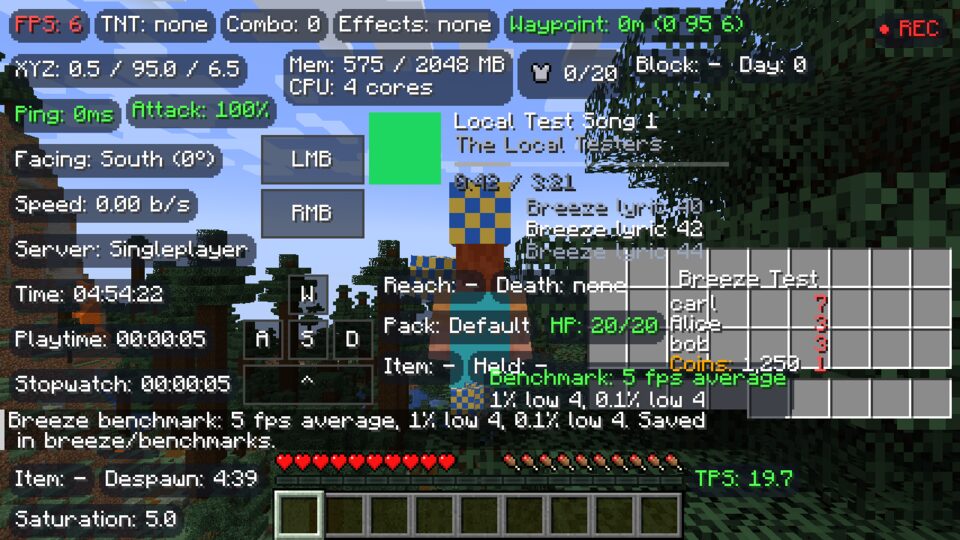 FPS: 6 TNT: none Combo: 0 Effects: none Waypoint: 0m (0 95 6) REC
XYZ: 0.5 / 95.0 / 6.5 Mem: 575 / 2048 MB 0/20 Block: - Day: 0
CPU: 4 cores
Ping: 0ms Attack: 100%
Local Test Song 1
The Local Testers
Facing: South (0°) LMB
0:42 / 3:21
Speed: 0.00 b/s RMB
Breeze lyric 40
Breeze lyric 42
Breeze lyric 44
Server: Singleplayer
Reach: - Death: none
Breeze Test
Time: 04:54:22 W
carl 7
Pack: Default HP: 20/20
Alice 3
Playtime: 00:00:05 A S D
bob 3
Item: - Held: -
Coins: 1,250 1
Stopwatch: 00:00:05 ^
Benchmark: 5 fps average
1% low 4, 0.1% low 4
Breeze benchmark: 5 fps average, 1% low 4, 0.1% low 4. Saved
in breeze/benchmarks.
Item: - Despawn: 4:39 TPS: 19.7
Saturation: 5.0